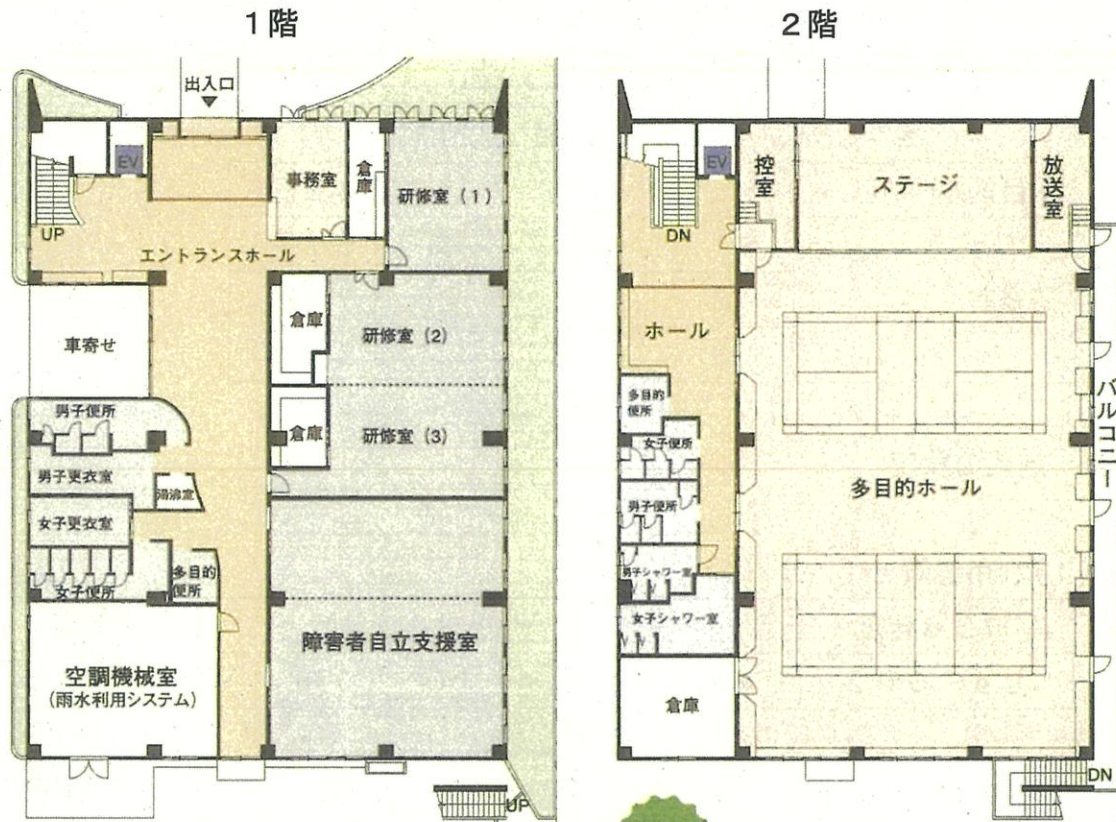 1階
出入口
EV
事務室
倉庫
研修室(1)
UP
エントランスホール
倉庫
研修室(2)
車寄せ
男子便所
倉庫
研修室(3)
男子更衣室
湯沸室
女子更衣室
多目的
便所
女子便所
障害者自立支援室
空調機械室
(雨水利用システム)
UP
2階
EV
控室
ステージ
放送室
DN
ホール
多目的
便所
女子便所
バルコニー
多目的ホール
男子便所
男子シャワー室
女子シャワー室
倉庫
DN